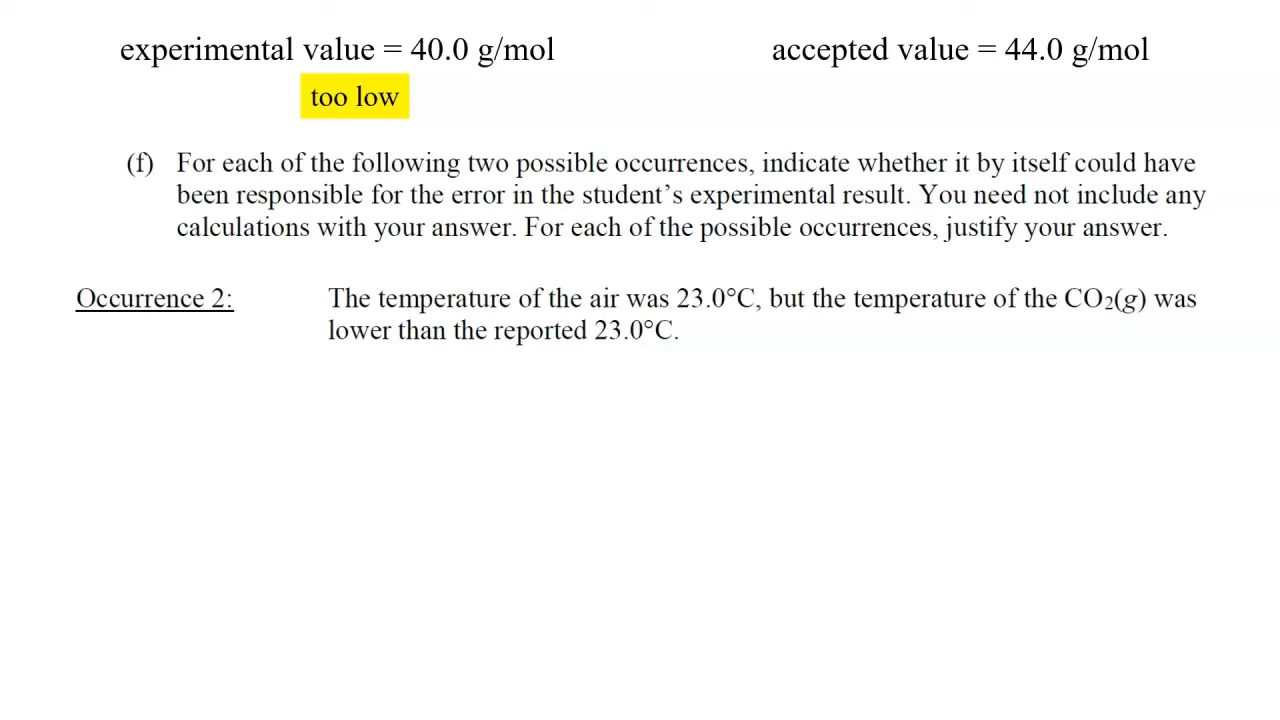 experimental value = 40.0 g/mol
accepted value = 44.0 g/mol
too low
(f) For each of the following two possible occurrences, indicate whether it by itself could have
been responsible for the error in the student’s experimental result. You need not include any
calculations with your answer. For each of the possible occurrences, justify your answer.
Occurrence 2: The temperature of the air was 23.0°C, but the temperature of the CO₂(g) was
lower than the reported 23.0°C.